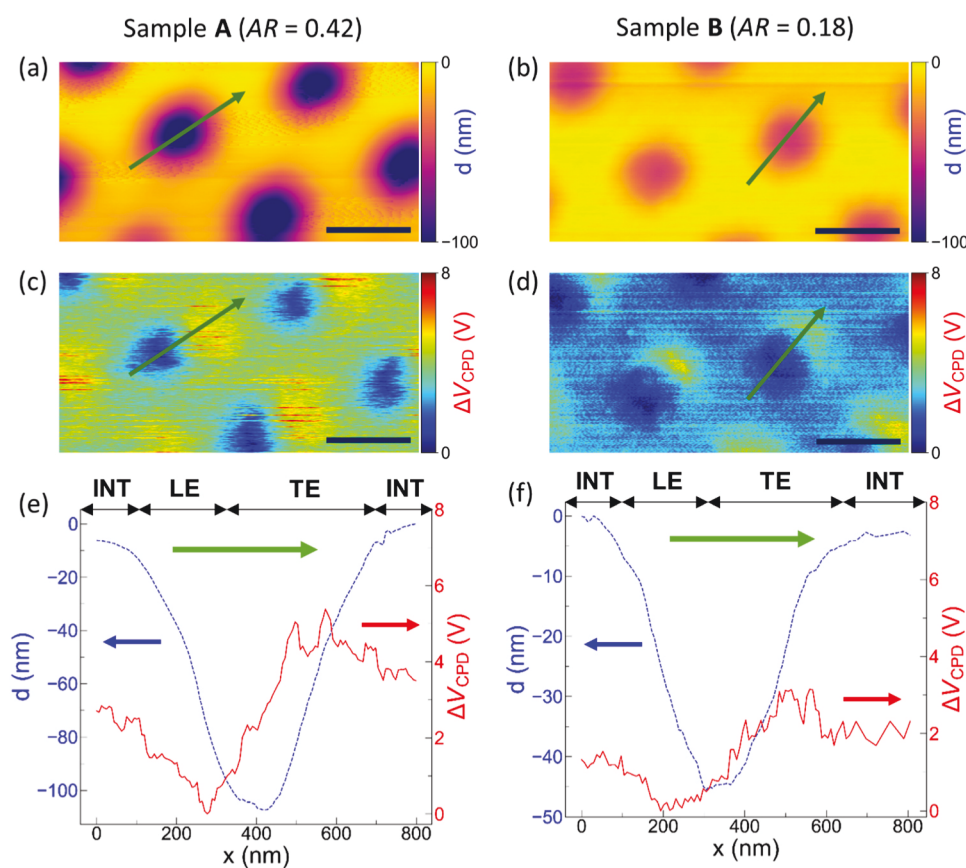 Sample A (AR = 0.42)
Sample B (AR = 0.18)
(a)
0
d (nm)
−100
(b)
0
d (nm)
−100
(c)
8
ΔVCPD (V)
0
(d)
8
ΔVCPD (V)
0
(e)
INT LE TE INT
0
−20
−40
−60
−80
−100
d (nm)
8
6
4
2
0
ΔVCPD (V)
0 200 400 600 800
x (nm)
(f)
INT LE TE INT
0
−10
−20
−30
−40
−50
d (nm)
8
6
4
2
0
ΔVCPD (V)
0 200 400 600 800
x (nm)